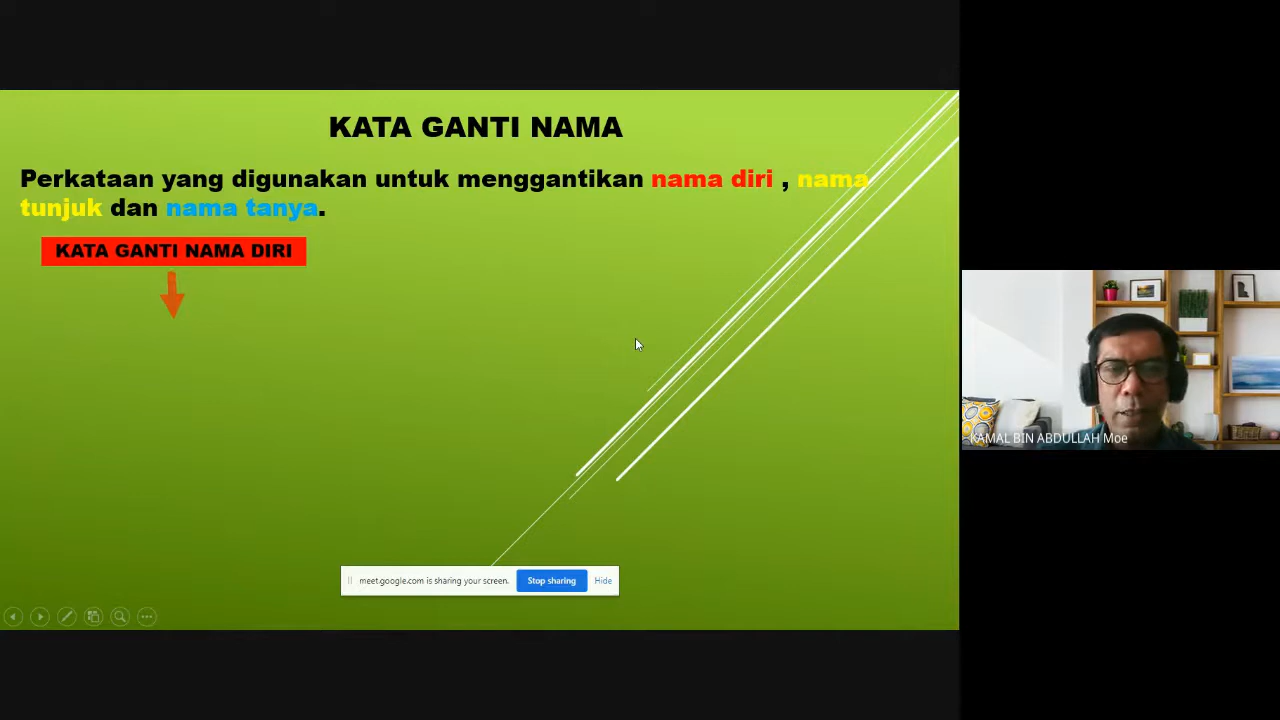 KATA GANTI NAMA
Perkataan yang digunakan untuk menggantikan nama diri , nama
tunjuk dan nama tanya.
KATA GANTI NAMA DIRI
KAMAL BIN ABDULLAH Moe
meet.google.com is sharing your screen.
Stop sharing
Hide